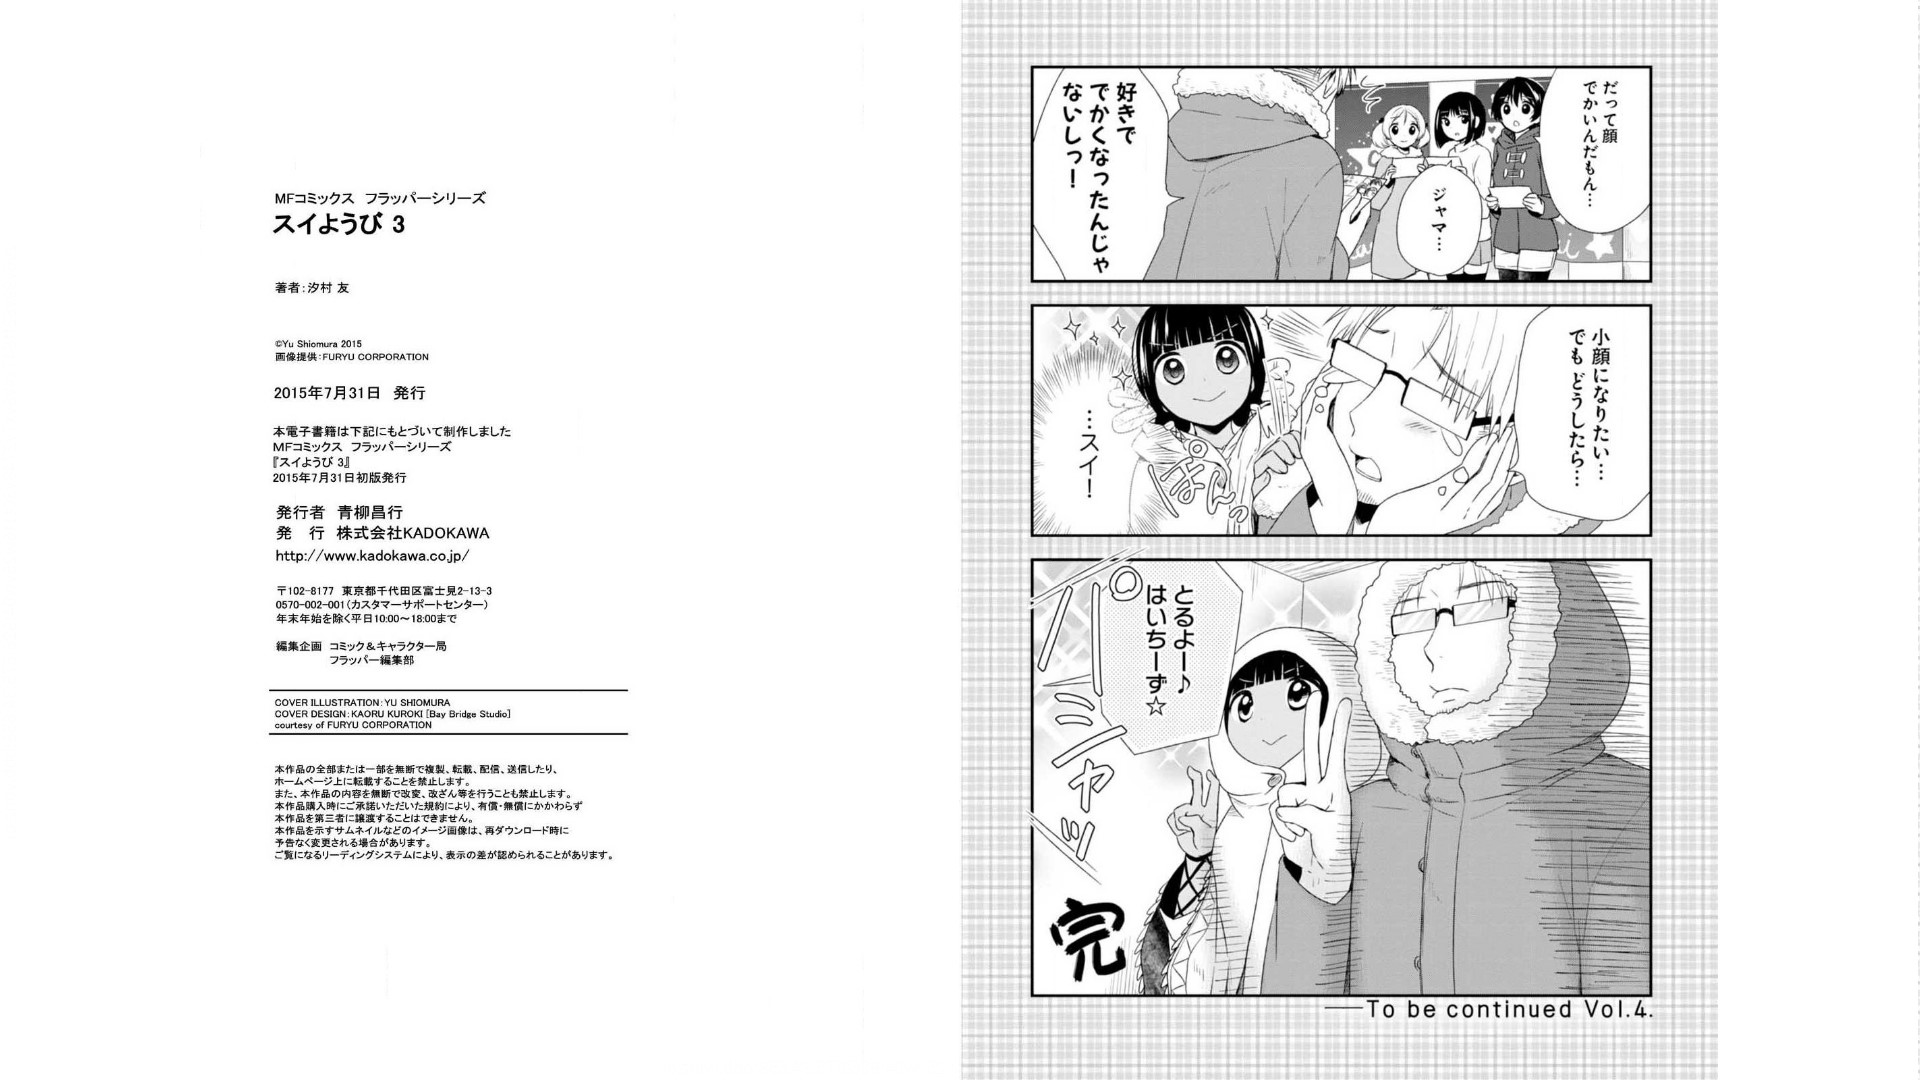 だって顔
でかいんだもん…
ジャマ…
好きで
でかくなったんじゃ
ないしっ!
小顔になりたい…
でもどうしたら…
ぽんっ
…スイ!
とるよー♪
はいちーず☆
パシャッ
完
──To be continued Vol.4.
MFコミックス フラッパーシリーズ
スイようび 3
著者:汐村 友
©Yu Shiomura 2015
画像提供:FURYU CORPORATION
2015年7月31日 発行
本電子書籍は下記にもとづいて制作しました
MFコミックス フラッパーシリーズ
『スイようび 3』
2015年7月31日初版発行
発行者 青柳昌行
発 行 株式会社KADOKAWA
http://www.kadokawa.co.jp/
〒102-8177 東京都千代田区富士見2-13-3
0570-002-001(カスタマーサポートセンター)
年末年始を除く平日10:00～18:00まで
編集企画 コミック&キャラクター局
フラッパー編集部
COVER ILLUSTRATION:YU SHIOMURA
COVER DESIGN:KAORU KUROKI [Bay Bridge Studio]
courtesy of FURYU CORPORATION
本作品の全部または一部を無断で複製、転載、配信、送信したり、
ホームページ上に転載することを禁止します。
また、本作品の内容を無断で改変、改ざん等を行うことも禁止します。
本作品購入時にご承諾いただいた規約により、有償・無償にかかわらず
本作品を第三者に譲渡することはできません。
本作品を示すサムネイルなどのイメージ画像は、再ダウンロード時に
予告なく変更される場合があります。
ご覧になるリーディングシステムにより、表示の差が認められることがあります。